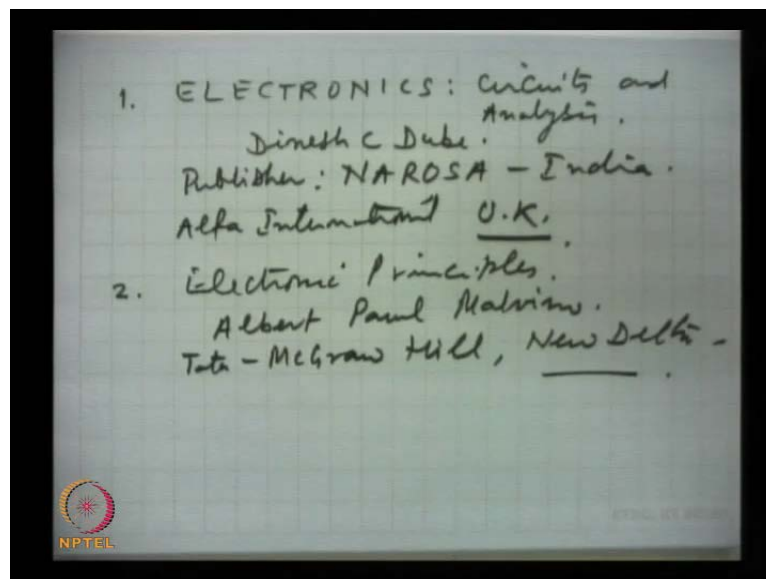 1. ELECTRONICS: Circuits and
Analysis.
Dinesh C Dube.
Publisher: NAROSA - India.
Alfa International U.K.
2. Electronic Principles.
Albert Paul Malvino.
Tata - McGraw Hill, New Delhi.
NPTEL